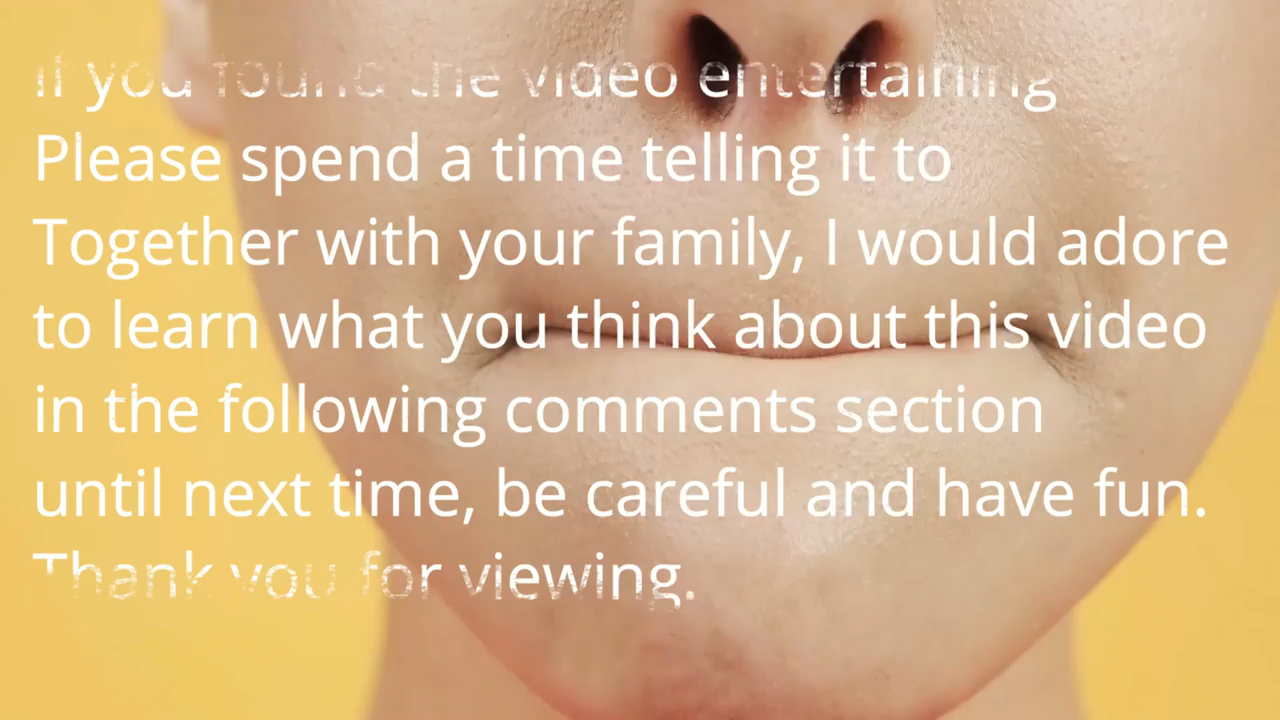 If you found the video entertaining
Please spend a time telling it to
Together with your family, I would adore
to learn what you think about this video
in the following comments section
until next time, be careful and have fun.
Thank you for viewing.